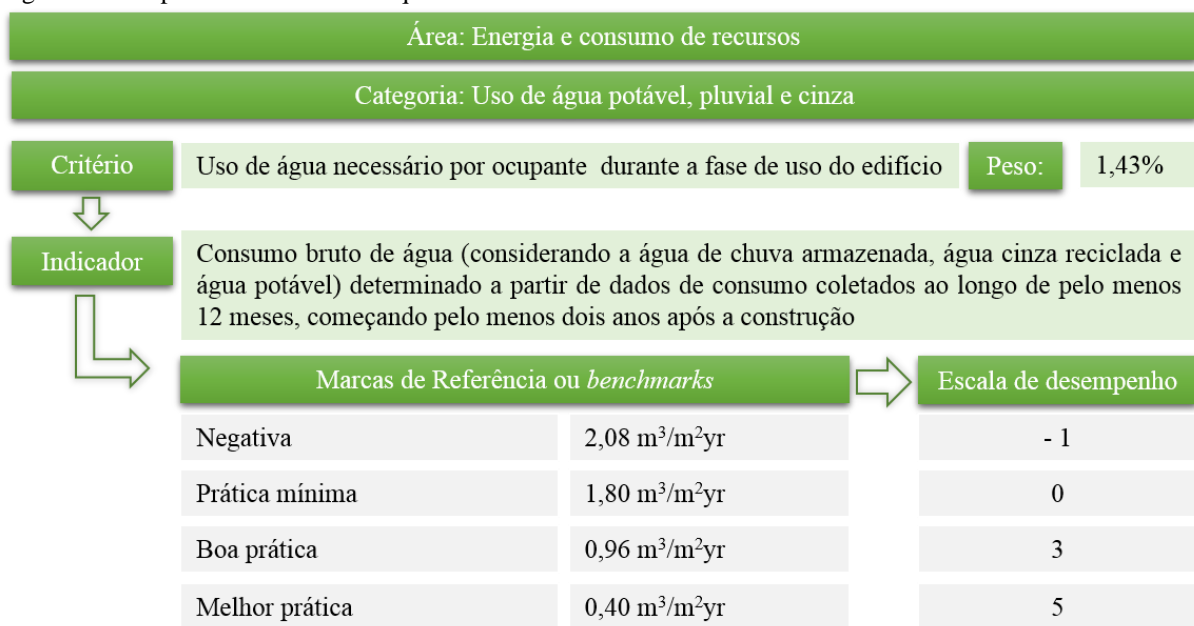 Área: Energia e consumo de recursos
Categoria: Uso de água potável, pluvial e cinza
Critério
Uso de água necessário por ocupante durante a fase de uso do edifício
Peso:
1,43%
Indicador
Consumo bruto de água (considerando a água de chuva armazenada, água cinza reciclada e
água potável) determinado a partir de dados de consumo coletados ao longo de pelo menos
12 meses, começando pelo menos dois anos após a construção
Marcas de Referência ou benchmarks
Escala de desempenho
Negativa 2,08 m³/m²yr - 1
Prática mínima 1,80 m³/m²yr 0
Boa prática 0,96 m³/m²yr 3
Melhor prática 0,40 m³/m²yr 5